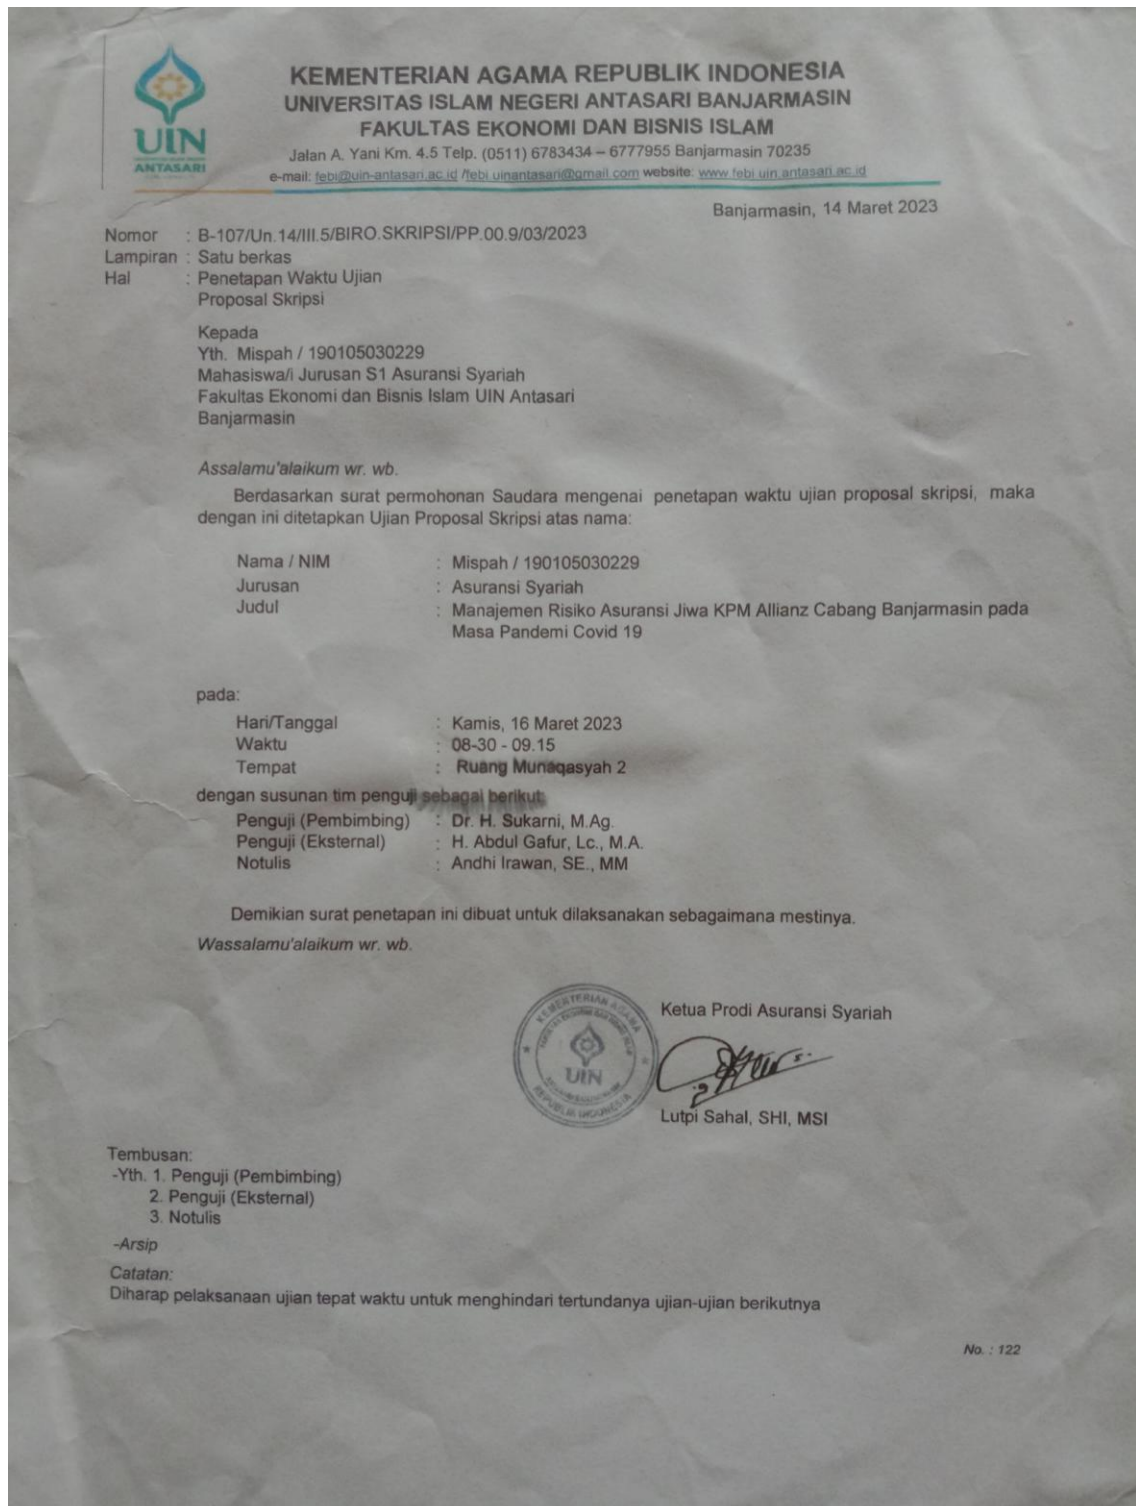 UIN
ANTASARI
KEMENTERIAN AGAMA REPUBLIK INDONESIA
UNIVERSITAS ISLAM NEGERI ANTASARI BANJARMASIN
FAKULTAS EKONOMI DAN BISNIS ISLAM
Jalan A. Yani Km. 4.5 Telp. (0511) 6783434 – 6777955 Banjarmasin 70235
e-mail: febi@uin-antasari.ac.id /febi.uinantasari@gmail.com website: www.febi.uin.antasari.ac.id
Banjarmasin, 14 Maret 2023
Nomor : B-107/Un.14/III.5/BIRO.SKRIPSI/PP.00.9/03/2023
Lampiran : Satu berkas
Hal : Penetapan Waktu Ujian
Proposal Skripsi
Kepada
Yth. Mispah / 190105030229
Mahasiswa/i Jurusan S1 Asuransi Syariah
Fakultas Ekonomi dan Bisnis Islam UIN Antasari
Banjarmasin
Assalamu'alaikum wr. wb.
Berdasarkan surat permohonan Saudara mengenai penetapan waktu ujian proposal skripsi, maka
dengan ini ditetapkan Ujian Proposal Skripsi atas nama:
Nama / NIM : Mispah / 190105030229
Jurusan : Asuransi Syariah
Judul : Manajemen Risiko Asuransi Jiwa KPM Allianz Cabang Banjarmasin pada
Masa Pandemi Covid 19
pada:
Hari/Tanggal : Kamis, 16 Maret 2023
Waktu : 08-30 - 09.15
Tempat : Ruang Munaqasyah 2
dengan susunan tim penguji sebagai berikut:
Penguji (Pembimbing) : Dr. H. Sukarni, M.Ag.
Penguji (Eksternal) : H. Abdul Gafur, Lc., M.A.
Notulis : Andhi Irawan, SE., MM
Demikian surat penetapan ini dibuat untuk dilaksanakan sebagaimana mestinya.
Wassalamu'alaikum wr. wb.
KEMENTERIAN AGAMA
UIN
REPUBLIK INDONESIA
Ketua Prodi Asuransi Syariah
Lutpi Sahal, SHI, MSI
Tembusan:
-Yth. 1. Penguji (Pembimbing)
2. Penguji (Eksternal)
3. Notulis
-Arsip
Catatan:
Diharap pelaksanaan ujian tepat waktu untuk menghindari tertundanya ujian-ujian berikutnya
No. : 122